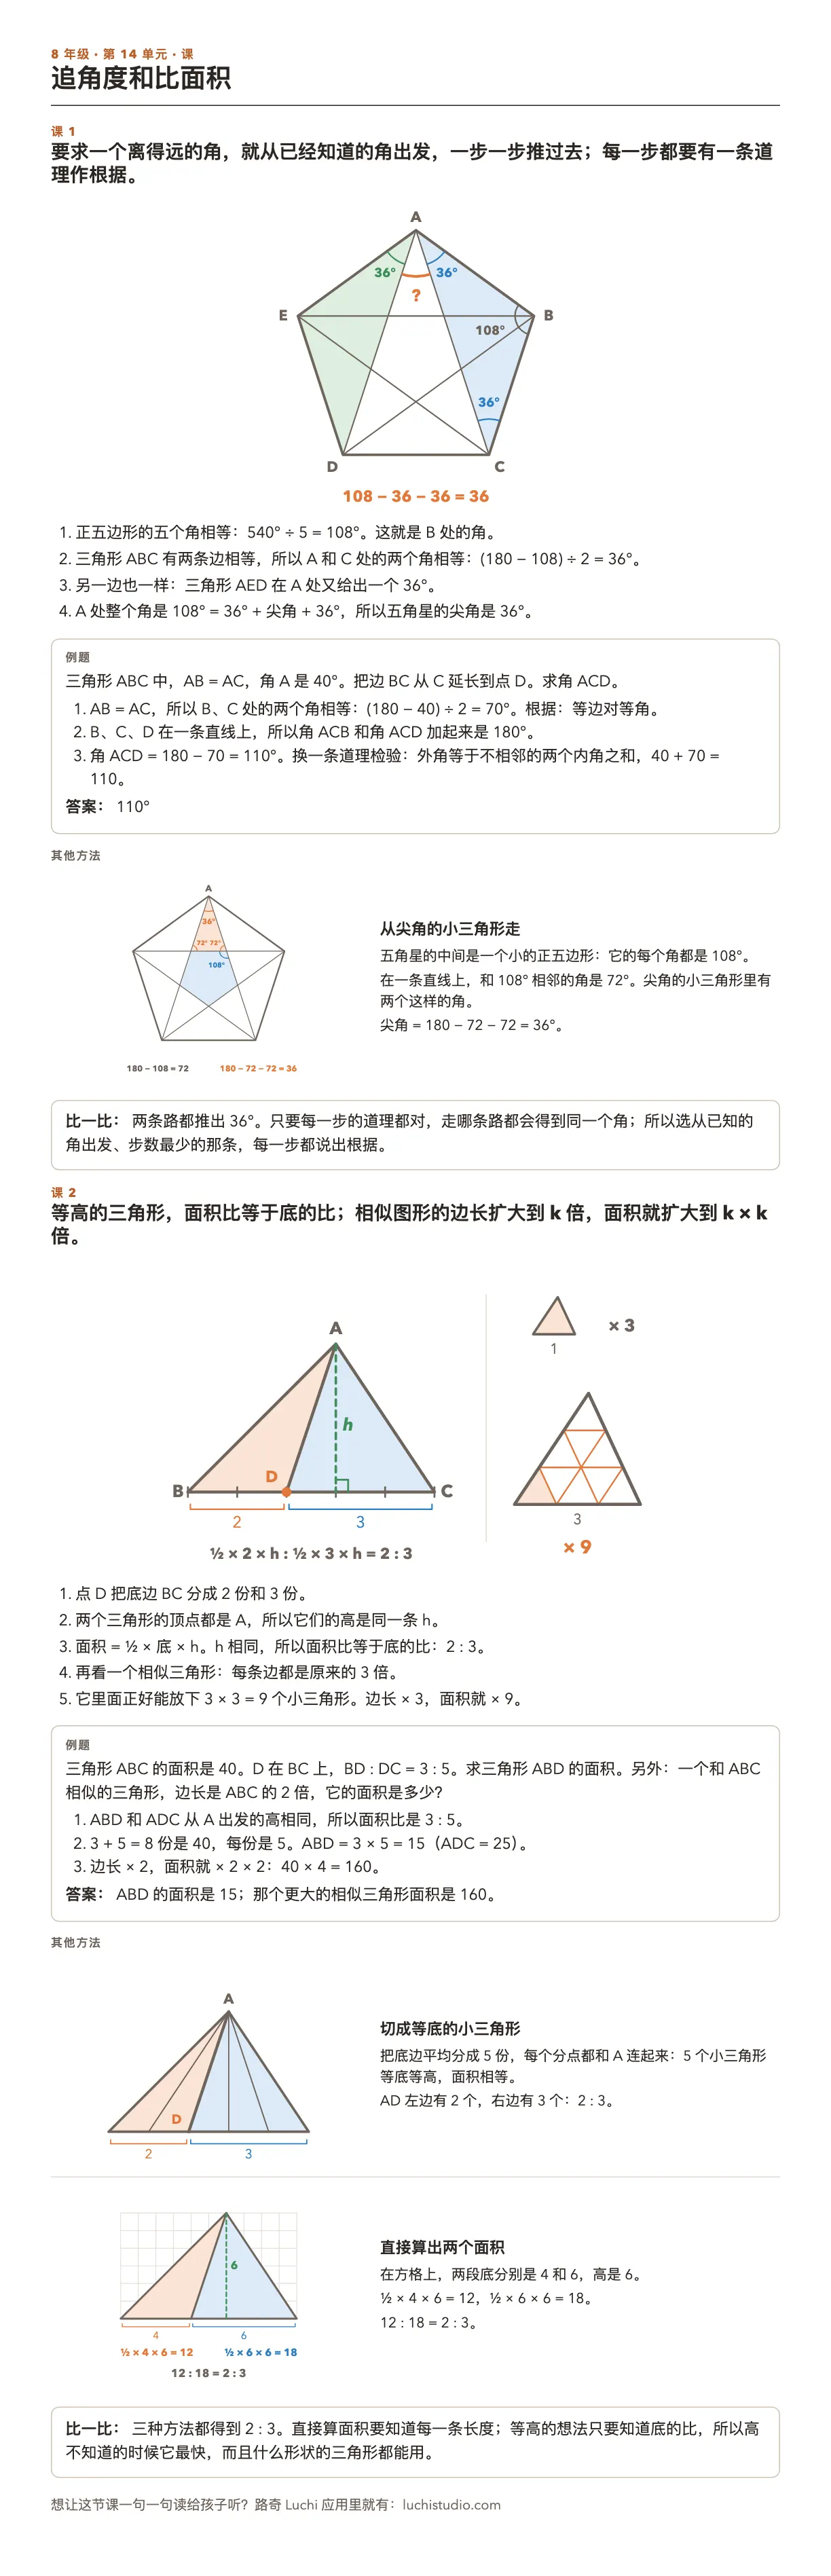 8 年级 · 第 14 单元 · 课
追角度和比面积
课 1
要求一个离得远的角，就从已经知道的角出发，一步一步推过去；每一步都要有一条道
理作根据。
A
36°
36°
?
E
B
108°
36°
D
C
108 − 36 − 36 = 36
1. 正五边形的五个角相等：540° ÷ 5 = 108°。这就是 B 处的角。
2. 三角形 ABC 有两条边相等，所以 A 和 C 处的两个角相等：(180 − 108) ÷ 2 = 36°。
3. 另一边也一样：三角形 AED 在 A 处又给出一个 36°。
4. A 处整个角是 108° = 36° + 尖角 + 36°，所以五角星的尖角是 36°。
例题
三角形 ABC 中，AB = AC，角 A 是 40°。把边 BC 从 C 延长到点 D。求角 ACD。
1. AB = AC，所以 B、C 处的两个角相等：(180 − 40) ÷ 2 = 70°。根据：等边对等角。
2. B、C、D 在一条直线上，所以角 ACB 和角 ACD 加起来是 180°。
3. 角 ACD = 180 − 70 = 110°。换一条道理检验：外角等于不相邻的两个内角之和，40 + 70 =
110。
答案： 110°
其他方法
A
36°
72° 72°
108°
180 − 108 = 72
180 − 72 − 72 = 36
从尖角的小三角形走
五角星的中间是一个小的正五边形：它的每个角都是 108°。
在一条直线上，和 108° 相邻的角是 72°。尖角的小三角形里有
两个这样的角。
尖角 = 180 − 72 − 72 = 36°。
比一比： 两条路都推出 36°。只要每一步的道理都对，走哪条路都会得到同一个角；所以选从已知的
角出发、步数最少的那条，每一步都说出根据。
课 2
等高的三角形，面积比等于底的比；相似图形的边长扩大到 k 倍，面积就扩大到 k × k
倍。
A
h
B
D
C
2
3
½ × 2 × h : ½ × 3 × h = 2 : 3
× 3
1
3
× 9
1. 点 D 把底边 BC 分成 2 份和 3 份。
2. 两个三角形的顶点都是 A，所以它们的高是同一条 h。
3. 面积 = ½ × 底 × h。h 相同，所以面积比等于底的比：2 : 3。
4. 再看一个相似三角形：每条边都是原来的 3 倍。
5. 它里面正好能放下 3 × 3 = 9 个小三角形。边长 × 3，面积就 × 9。
例题
三角形 ABC 的面积是 40。D 在 BC 上，BD : DC = 3 : 5。求三角形 ABD 的面积。另外：一个和 ABC
相似的三角形，边长是 ABC 的 2 倍，它的面积是多少？
1. ABD 和 ADC 从 A 出发的高相同，所以面积比是 3 : 5。
2. 3 + 5 = 8 份是 40，每份是 5。ABD = 3 × 5 = 15（ADC = 25）。
3. 边长 × 2，面积就 × 2 × 2：40 × 4 = 160。
答案： ABD 的面积是 15；那个更大的相似三角形面积是 160。
其他方法
A
D
2
3
切成等底的小三角形
把底边平均分成 5 份，每个分点都和 A 连起来：5 个小三角形
等底等高，面积相等。
AD 左边有 2 个，右边有 3 个：2 : 3。
6
4
6
½ × 4 × 6 = 12
½ × 6 × 6 = 18
12 : 18 = 2 : 3
直接算出两个面积
在方格上，两段底分别是 4 和 6，高是 6。
½ × 4 × 6 = 12，½ × 6 × 6 = 18。
12 : 18 = 2 : 3。
比一比： 三种方法都得到 2 : 3。直接算面积要知道每一条长度；等高的想法只要知道底的比，所以高
不知道的时候它最快，而且什么形状的三角形都能用。
想让这节课一句一句读给孩子听？路奇 Luchi 应用里就有：luchistudio.com